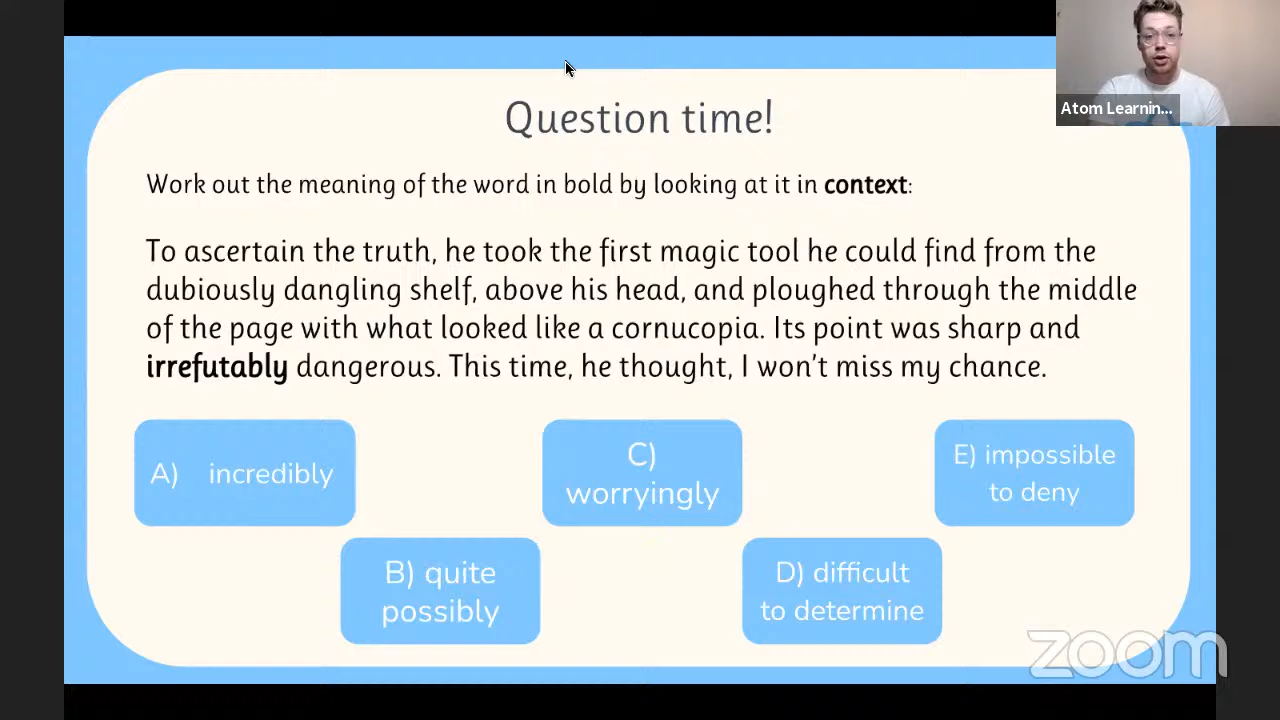 Question time!
Atom Learnin...
Work out the meaning of the word in bold by looking at it in context:
To ascertain the truth, he took the first magic tool he could find from the
dubiously dangling shelf, above his head, and ploughed through the middle
of the page with what looked like a cornucopia. Its point was sharp and
irrefutably dangerous. This time, he thought, I won't miss my chance.
A) incredibly
B) quite
possibly
C)
worryingly
D) difficult
to determine
E) impossible
to deny
zoom